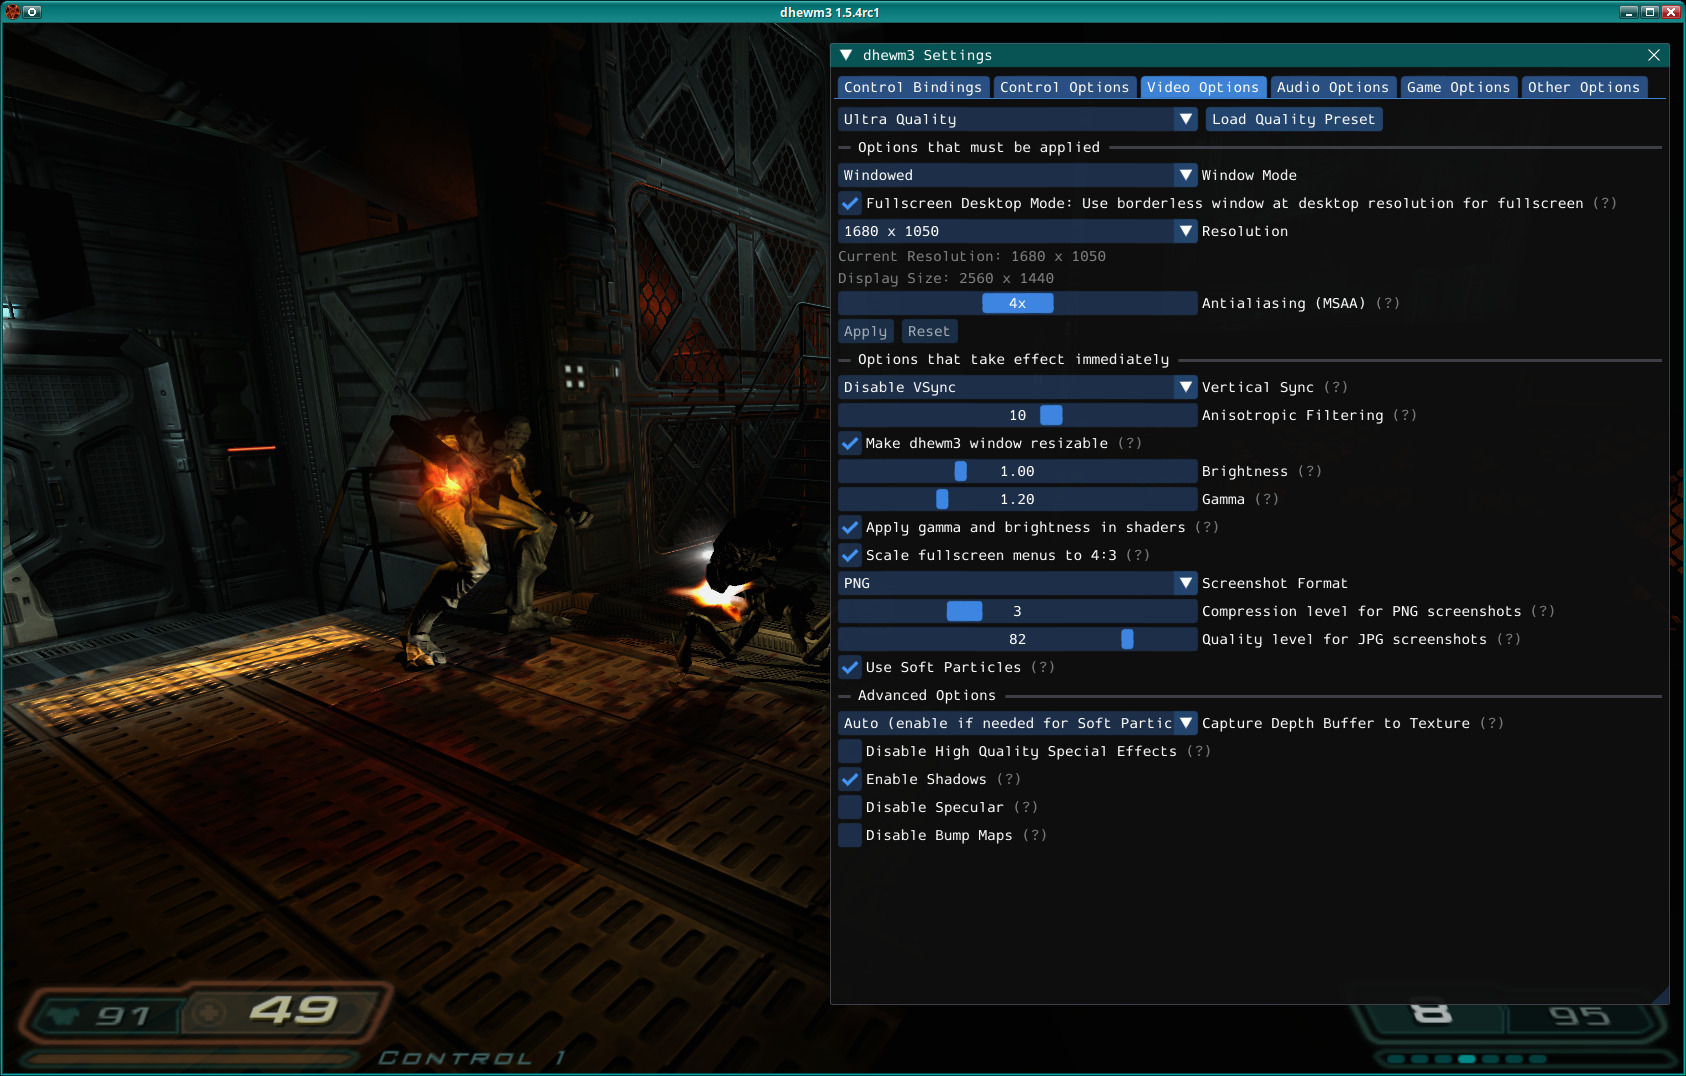 dhewm3 1.5.4rc1
dhewm3 Settings
Control Bindings Control Options Video Options Audio Options Game Options Other Options
Ultra Quality Load Quality Preset
Options that must be applied
Windowed Window Mode
Fullscreen Desktop Mode: Use borderless window at desktop resolution for fullscreen (?)
1680 x 1050 Resolution
Current Resolution: 1680 x 1050
Display Size: 2560 x 1440
4x Antialiasing (MSAA) (?)
Apply Reset
Options that take effect immediately
Disable VSync Vertical Sync (?)
10 Anisotropic Filtering (?)
Make dhewm3 window resizable (?)
1.00 Brightness (?)
1.20 Gamma (?)
Apply gamma and brightness in shaders (?)
Scale fullscreen menus to 4:3 (?)
PNG Screenshot Format
3 Compression level for PNG screenshots (?)
82 Quality level for JPG screenshots (?)
Use Soft Particles (?)
Advanced Options
Auto (enable if needed for Soft Partic Capture Depth Buffer to Texture (?)
Disable High Quality Special Effects (?)
Enable Shadows (?)
Disable Specular (?)
Disable Bump Maps (?)
91 49 8 95
Control 1